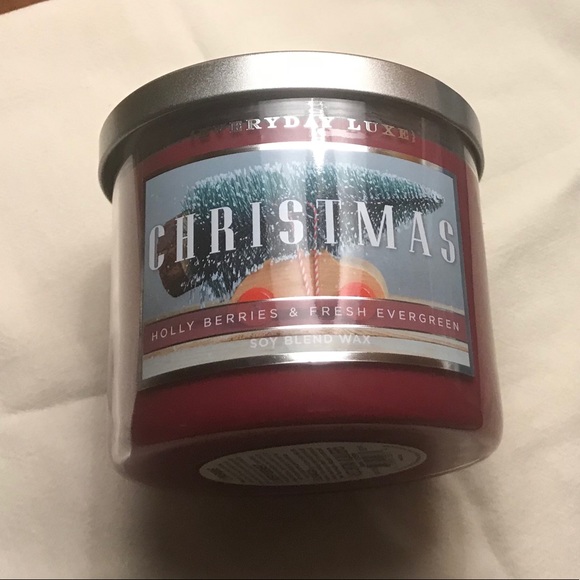 EVERYDAY LUXE
CHRISTMAS
HOLLY BERRIES & FRESH EVERGREEN
SOY BLEND WAX